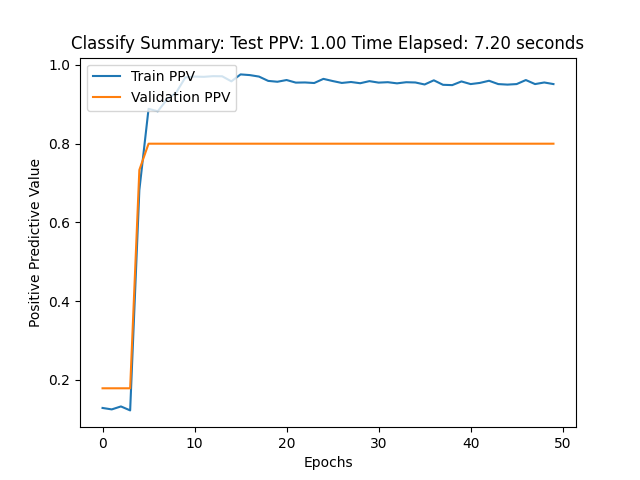 Classify Summary: Test PPV: 1.00 Time Elapsed: 7.20 seconds
Train PPV
Validation PPV
1.0
0.8
0.6
0.4
0.2
Positive Predictive Value
0 10 20 30 40 50
Epochs